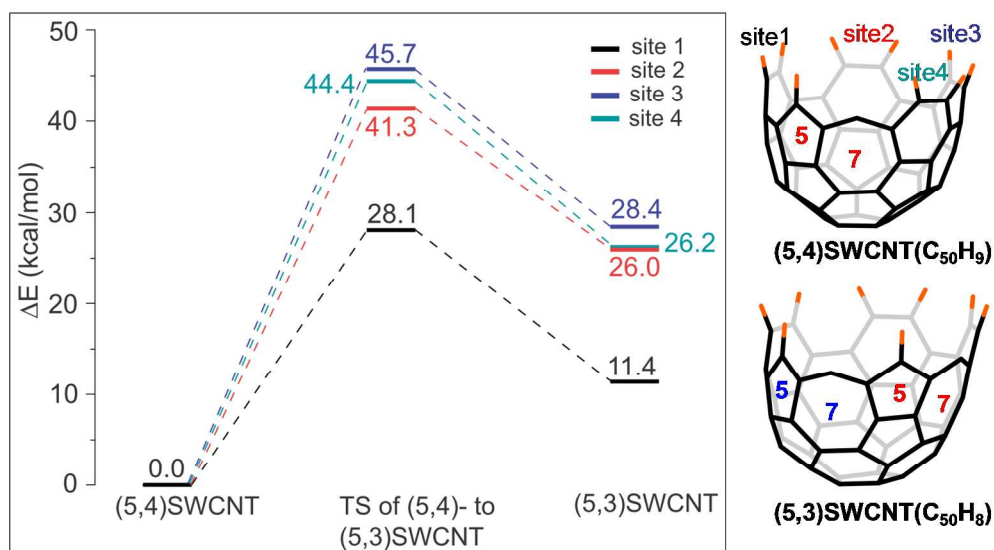 50
40
30
20
10
0
ΔE (kcal/mol)
site 1
site 2
site 3
site 4
45.7
44.4
41.3
28.1
28.4
26.2
26.0
11.4
0.0
(5,4)SWCNT
TS of (5,4)- to
(5,3)SWCNT
(5,3)SWCNT
site1
site2
site3
site4
5
7
(5,4)SWCNT(C₅₀H₉)
5
7
5
7
(5,3)SWCNT(C₅₀H₈)